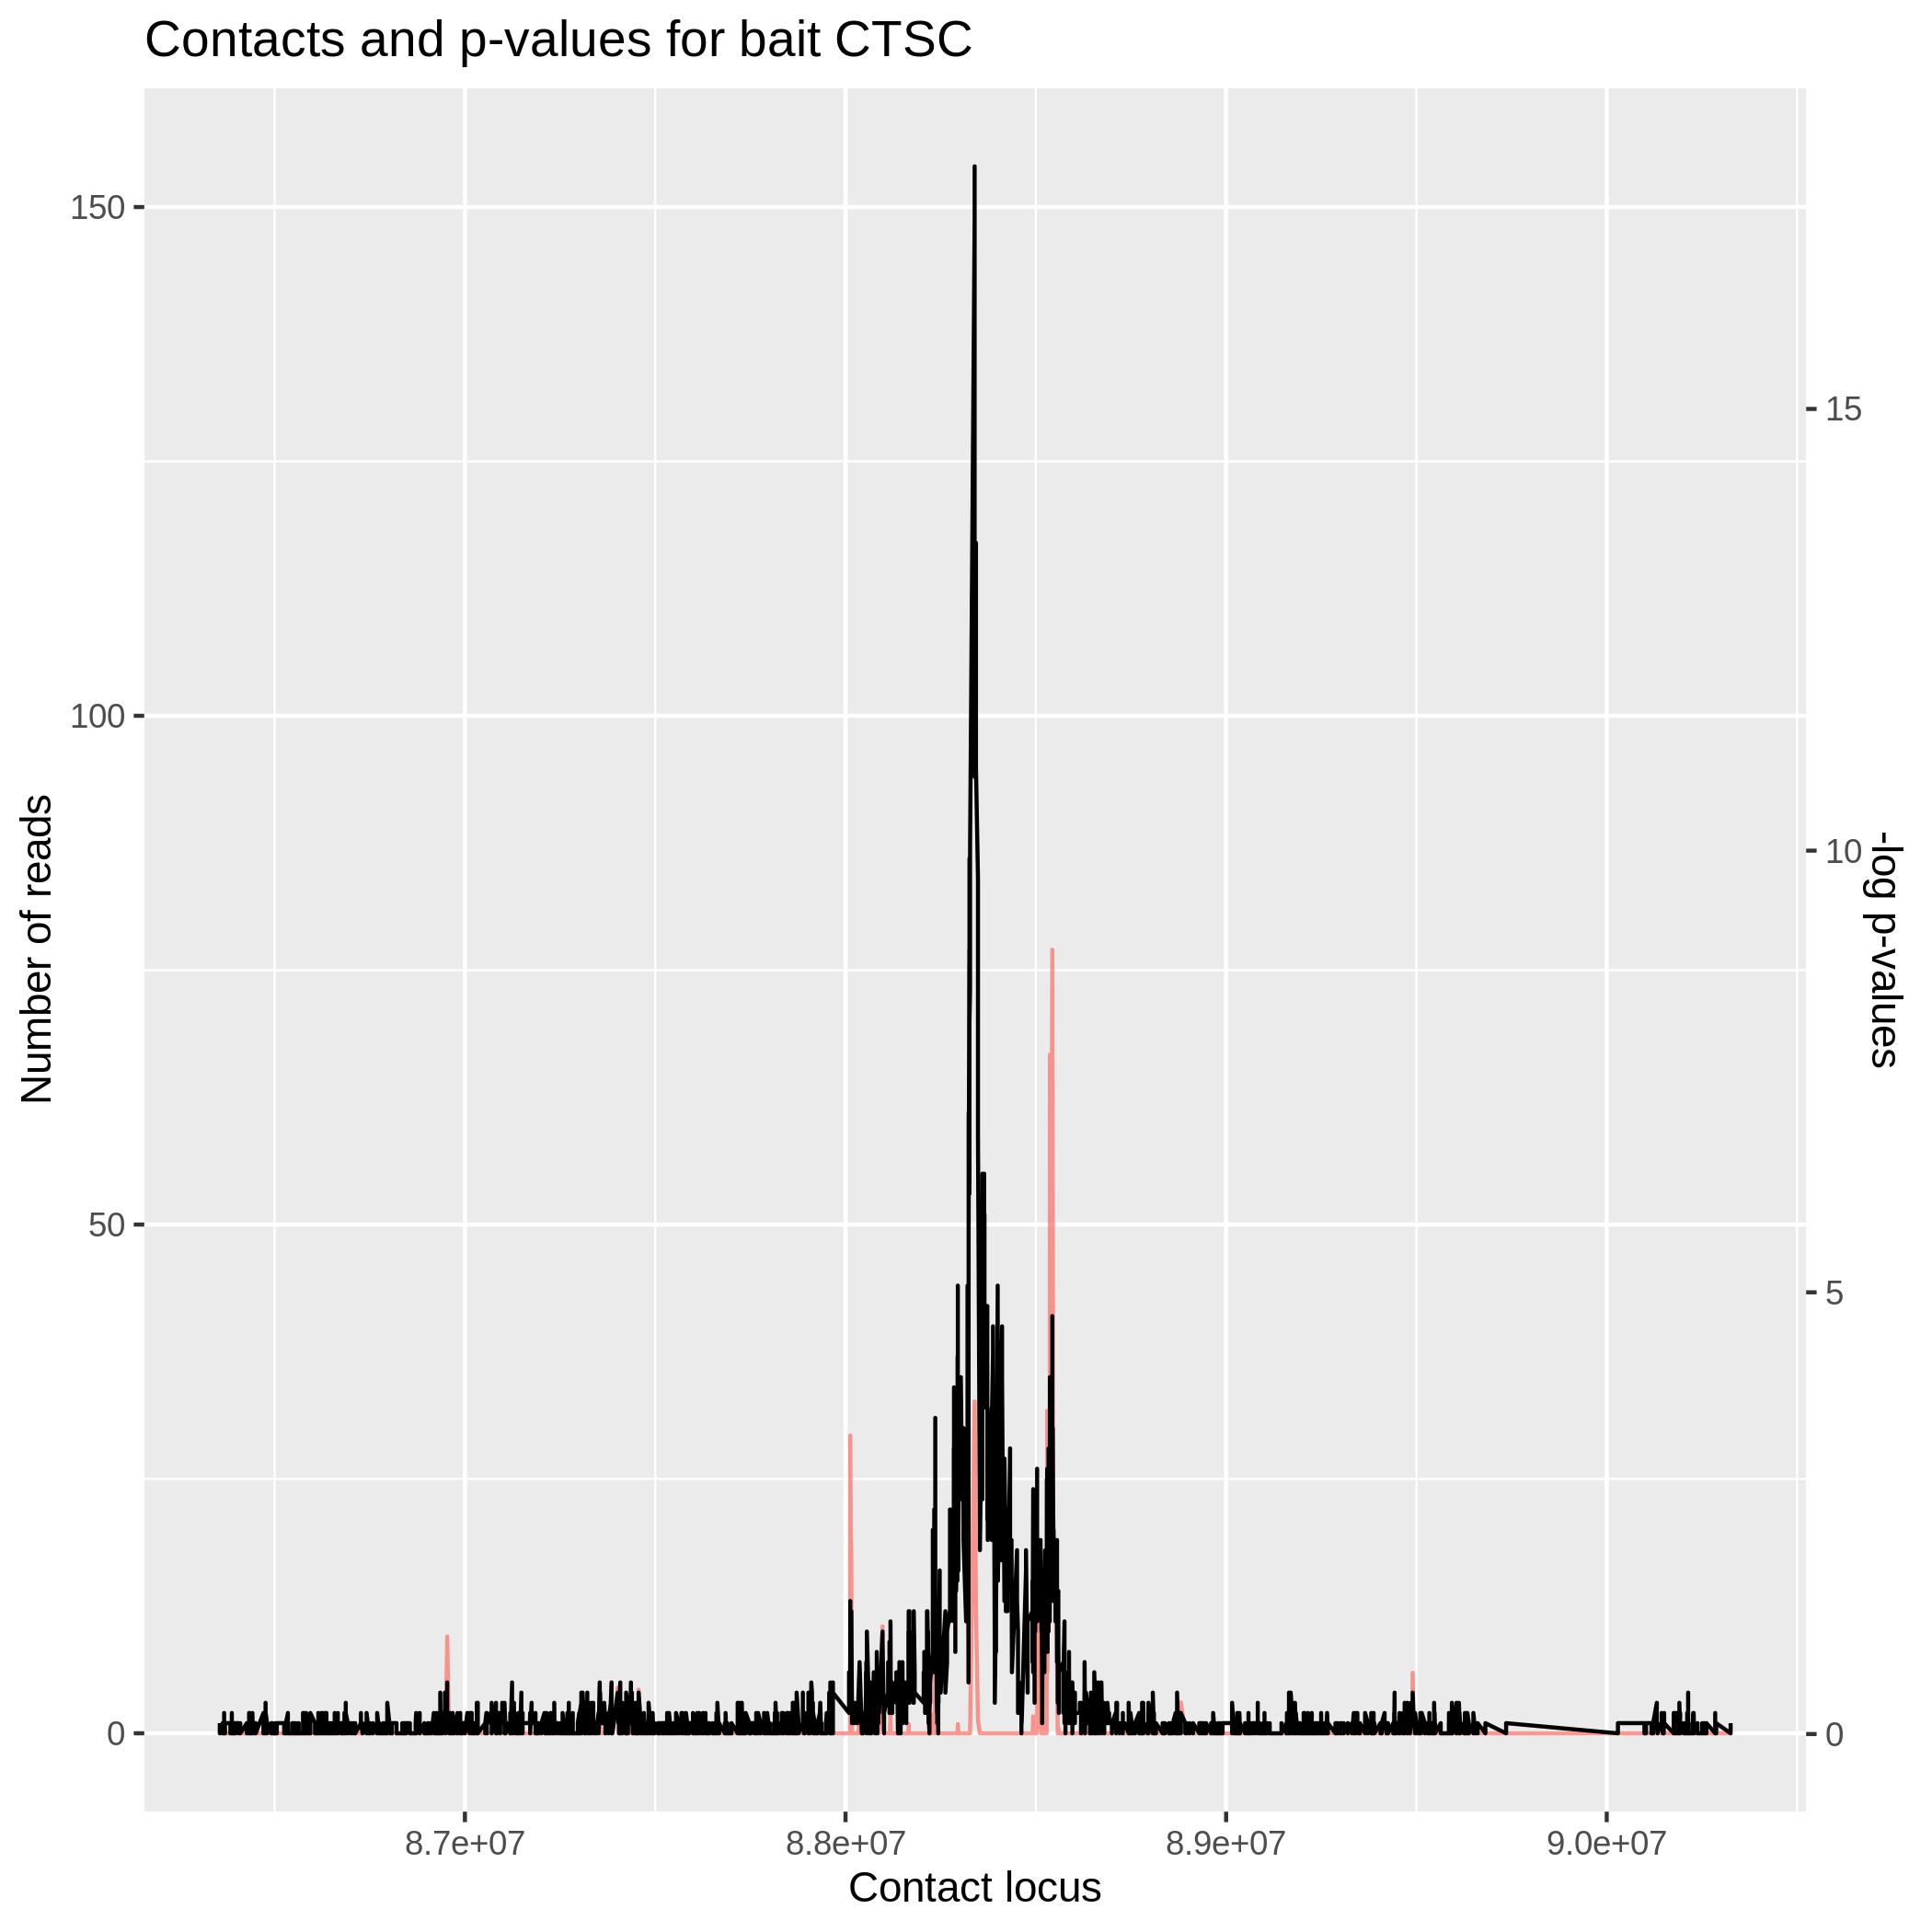 Contacts and p-values for bait CTSC
150
100
50
0
Number of reads
15
10
5
0
-log p-values
8.7e+07
8.8e+07
8.9e+07
9.0e+07
Contact locus